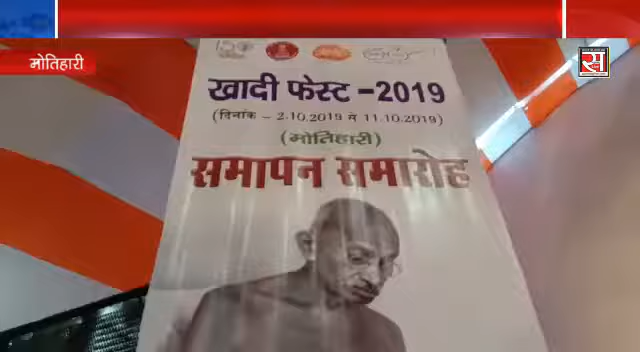 मोतिहारी
खादी फेस्ट -2019
(दिनांक - 2.10.2019 से 11.10.2019)
(मोतिहारी)
समापन समारोह